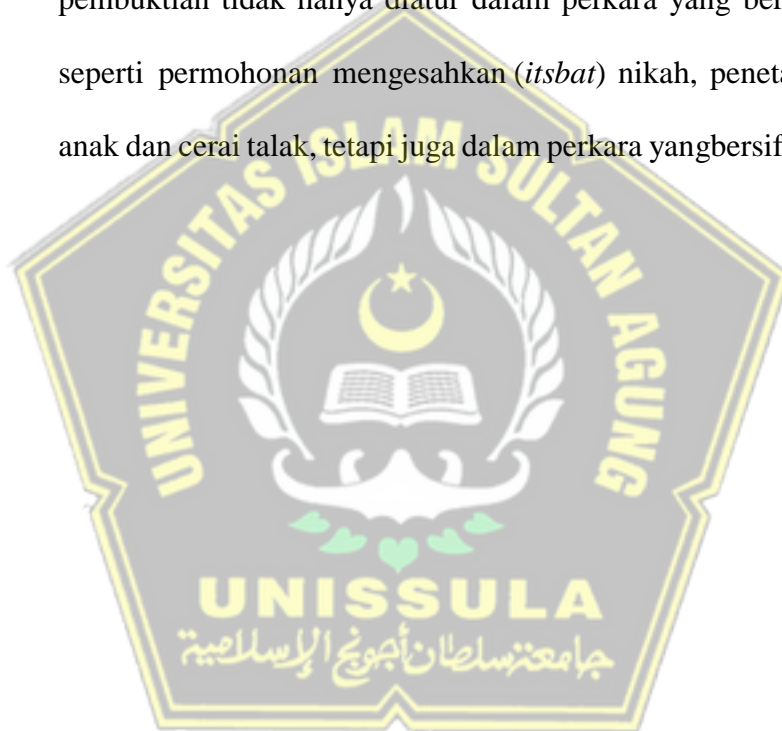 pembuktian tidak hanya diatur dalam perkara yang ber
seperti permohonan mengesahkan (itsbat) nikah, peneta
anak dan cerai talak, tetapi juga dalam perkara yangbersif
UNIVERSITAS ISLAM SULTAN AGUNG
UNISSULA
جامعة سلطان أجونج الإسلامية